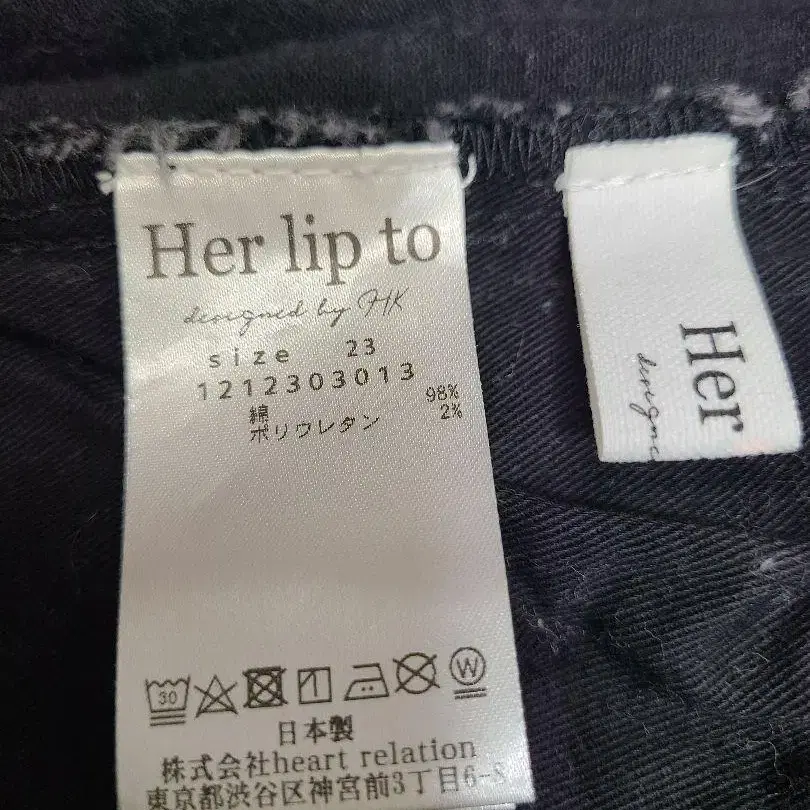 Her lip to
designed by HK
size 23
1212303013
綿 98%
ポリウレタン 2%
30
W
日本製
株式会社heart relation
東京都渋谷区神宮前3丁目6-8
Her
designe